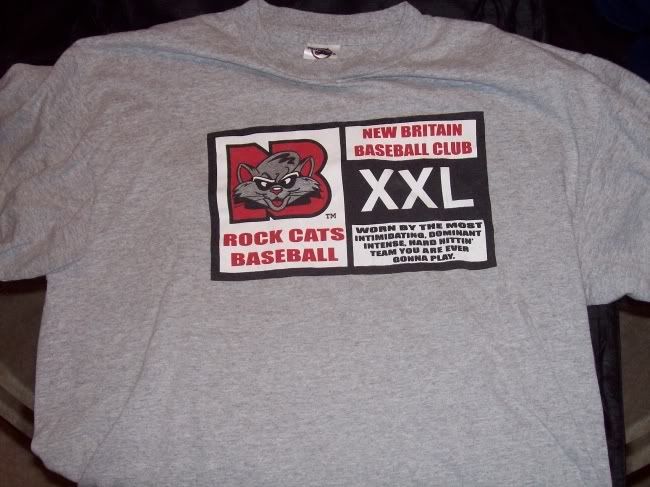 NB
TM
ROCK CATS
BASEBALL
NEW BRITAIN
BASEBALL CLUB
XXL
WORN BY THE MOST
INTIMIDATING, DOMINANT
INTENSE, HARD HITTIN'
TEAM YOU ARE EVER
GONNA PLAY.